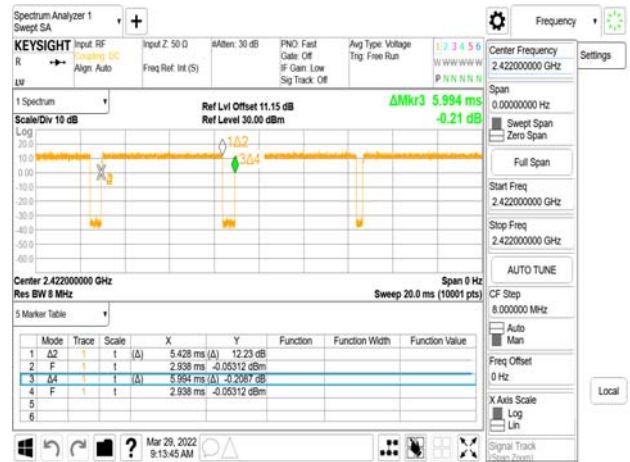 Spectrum Analyzer 1
Swept SA
Frequency
KEYSIGHT
R
Input: RF
Coupling: DC
Align: Auto
Input Z: 50 Ω
Freq Ref: Int (S)
#Atten: 30 dB
PNO: Fast
Gate: Off
IF Gain: Low
Sig Track: Off
Avg Type: Voltage
Trig: Free Run
1 2 3 4 5 6
W W W W W W
P N N N N N
1 Spectrum
Scale/Div 10 dB
Ref Lvl Offset 11.15 dB
Ref Level 30.00 dBm
ΔMkr3 5.994 ms
-0.21 dB
Log
20.0
10.0
0.00
-10.0
-20.0
-30.0
-40.0
-50.0
-60.0
1Δ2
3Δ4
Center 2.422000000 GHz
Res BW 8 MHz
Span 0 Hz
Sweep 20.0 ms (10001 pts)
5 Marker Table
Mode Trace Scale X Y Function Function Width Function Value
1 Δ2 1 t (Δ) 5.428 ms (Δ) 12.23 dB
2 F 1 t 2.938 ms -0.05312 dBm
3 Δ4 1 t (Δ) 5.994 ms (Δ) -0.2087 dB
4 F 1 t 2.938 ms -0.05312 dBm
5
6
Mar 29, 2022
9:13:45 AM
Center Frequency
2.422000000 GHz
Settings
Span
0.00000000 Hz
Swept Span
Zero Span
Full Span
Start Freq
2.422000000 GHz
Stop Freq
2.422000000 GHz
AUTO TUNE
CF Step
8.000000 MHz
Auto
Man
Freq Offset
0 Hz
X Axis Scale
Log
Lin
Local
Signal Track
(Span Zoom)